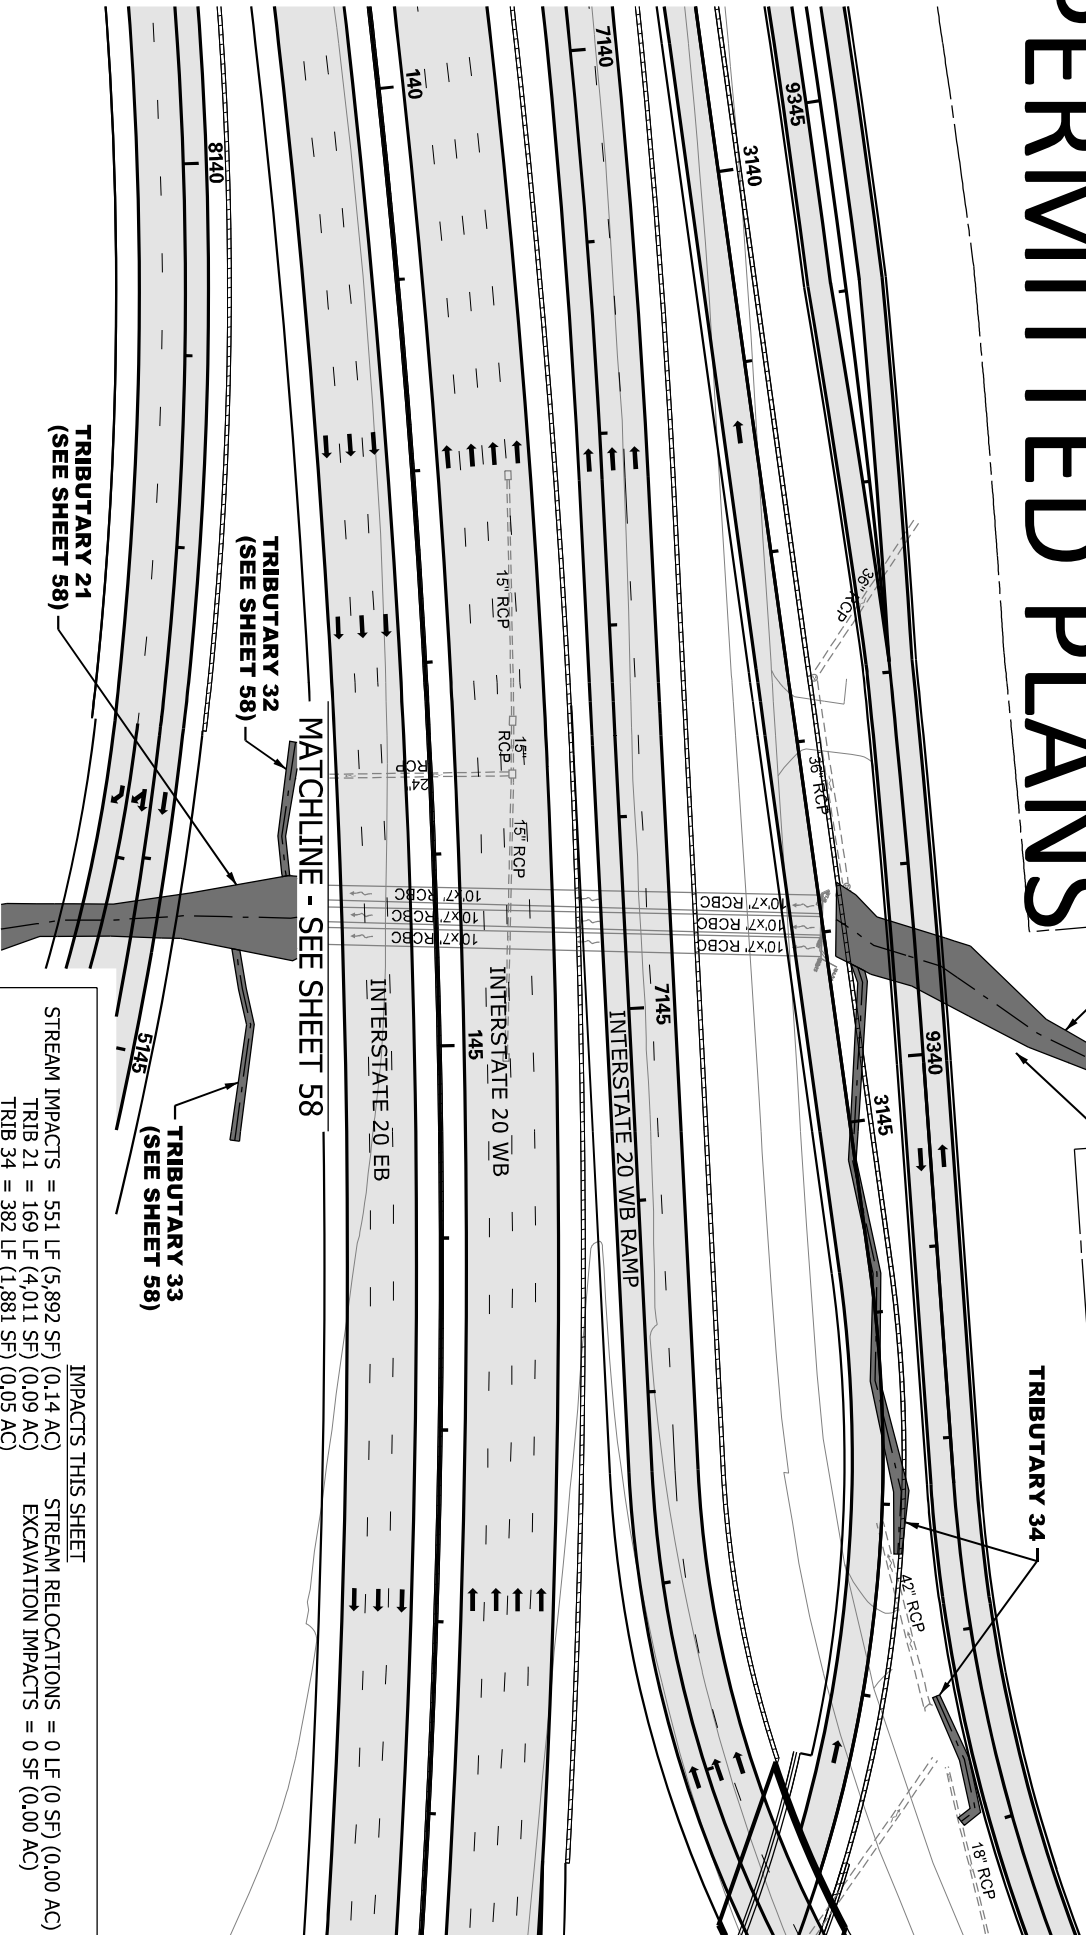 PERMITTED PLANS
9345
3140
7140
140
8140
36" RCP
36" RCP
15" RCP
15"
RCP
15" RCP
24"
RCP
10'x7' RCBC
10'x7' RCBC
10'x7' RCBC
10'x7' RCBC
10'x7' RCBC
10'x7' RCBC
TRIBUTARY 21
(SEE SHEET 58)
TRIBUTARY 32
(SEE SHEET 58)
MATCHLINE - SEE SHEET 58
INTERSTATE 20 EB
INTERSTATE 20 WB
INTERSTATE 20 WB RAMP
145
7145
9340
3145
5145
TRIBUTARY 33
(SEE SHEET 58)
TRIBUTARY 34
42" RCP
18" RCP
IMPACTS THIS SHEET
STREAM IMPACTS = 551 LF (5,892 SF) (0.14 AC)
TRIB 21 = 169 LF (4,011 SF) (0.09 AC)
TRIB 34 = 382 LF (1,881 SF) (0.05 AC)
STREAM RELOCATIONS = 0 LF (0 SF) (0.00 AC)
EXCAVATION IMPACTS = 0 SF (0.00 AC)